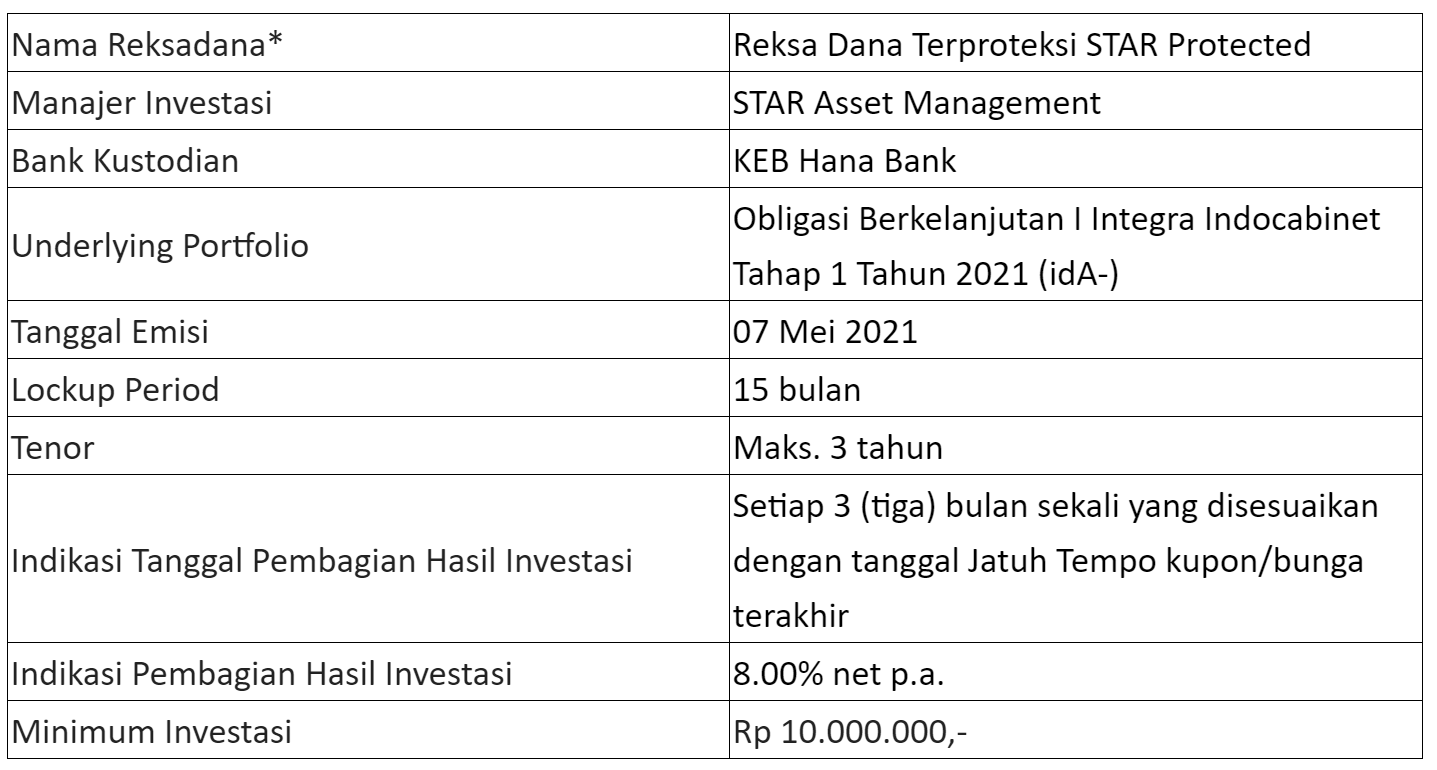 Nama Reksadana*
Reksa Dana Terproteksi STAR Protected
Manajer Investasi
STAR Asset Management
Bank Kustodian
KEB Hana Bank
Underlying Portfolio
Obligasi Berkelanjutan I Integra Indocabinet
Tahap 1 Tahun 2021 (idA-)
Tanggal Emisi
07 Mei 2021
Lockup Period
15 bulan
Tenor
Maks. 3 tahun
Indikasi Tanggal Pembagian Hasil Investasi
Setiap 3 (tiga) bulan sekali yang disesuaikan
dengan tanggal Jatuh Tempo kupon/bunga
terakhir
Indikasi Pembagian Hasil Investasi
8.00% net p.a.
Minimum Investasi
Rp 10.000.000,-